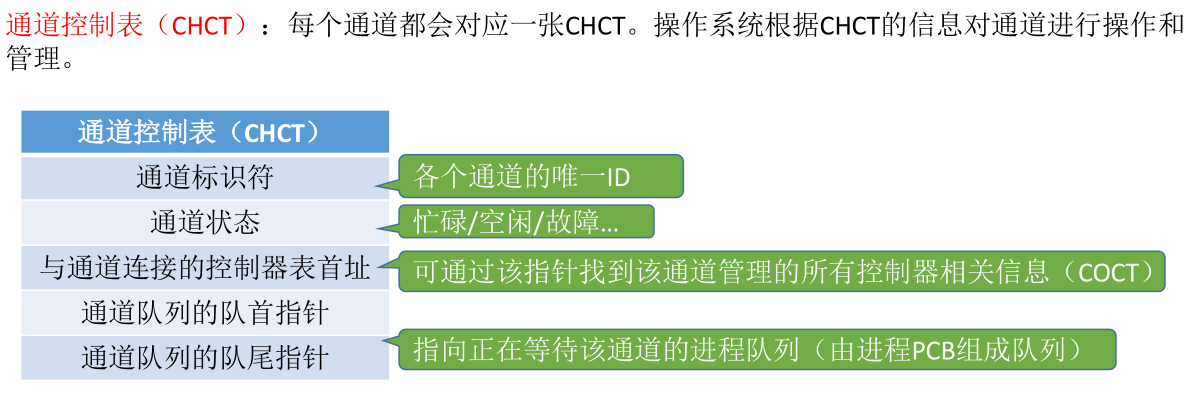 通道控制表（CHCT）：每个通道都会对应一张CHCT。操作系统根据CHCT的信息对通道进行操作和
管理。
通道控制表（CHCT）
通道标识符
各个通道的唯一ID
通道状态
忙碌/空闲/故障...
与通道连接的控制器表首址
可通过该指针找到该通道管理的所有控制器相关信息（COCT）
通道队列的队首指针
通道队列的队尾指针
指向正在等待该通道的进程队列（由进程PCB组成队列）